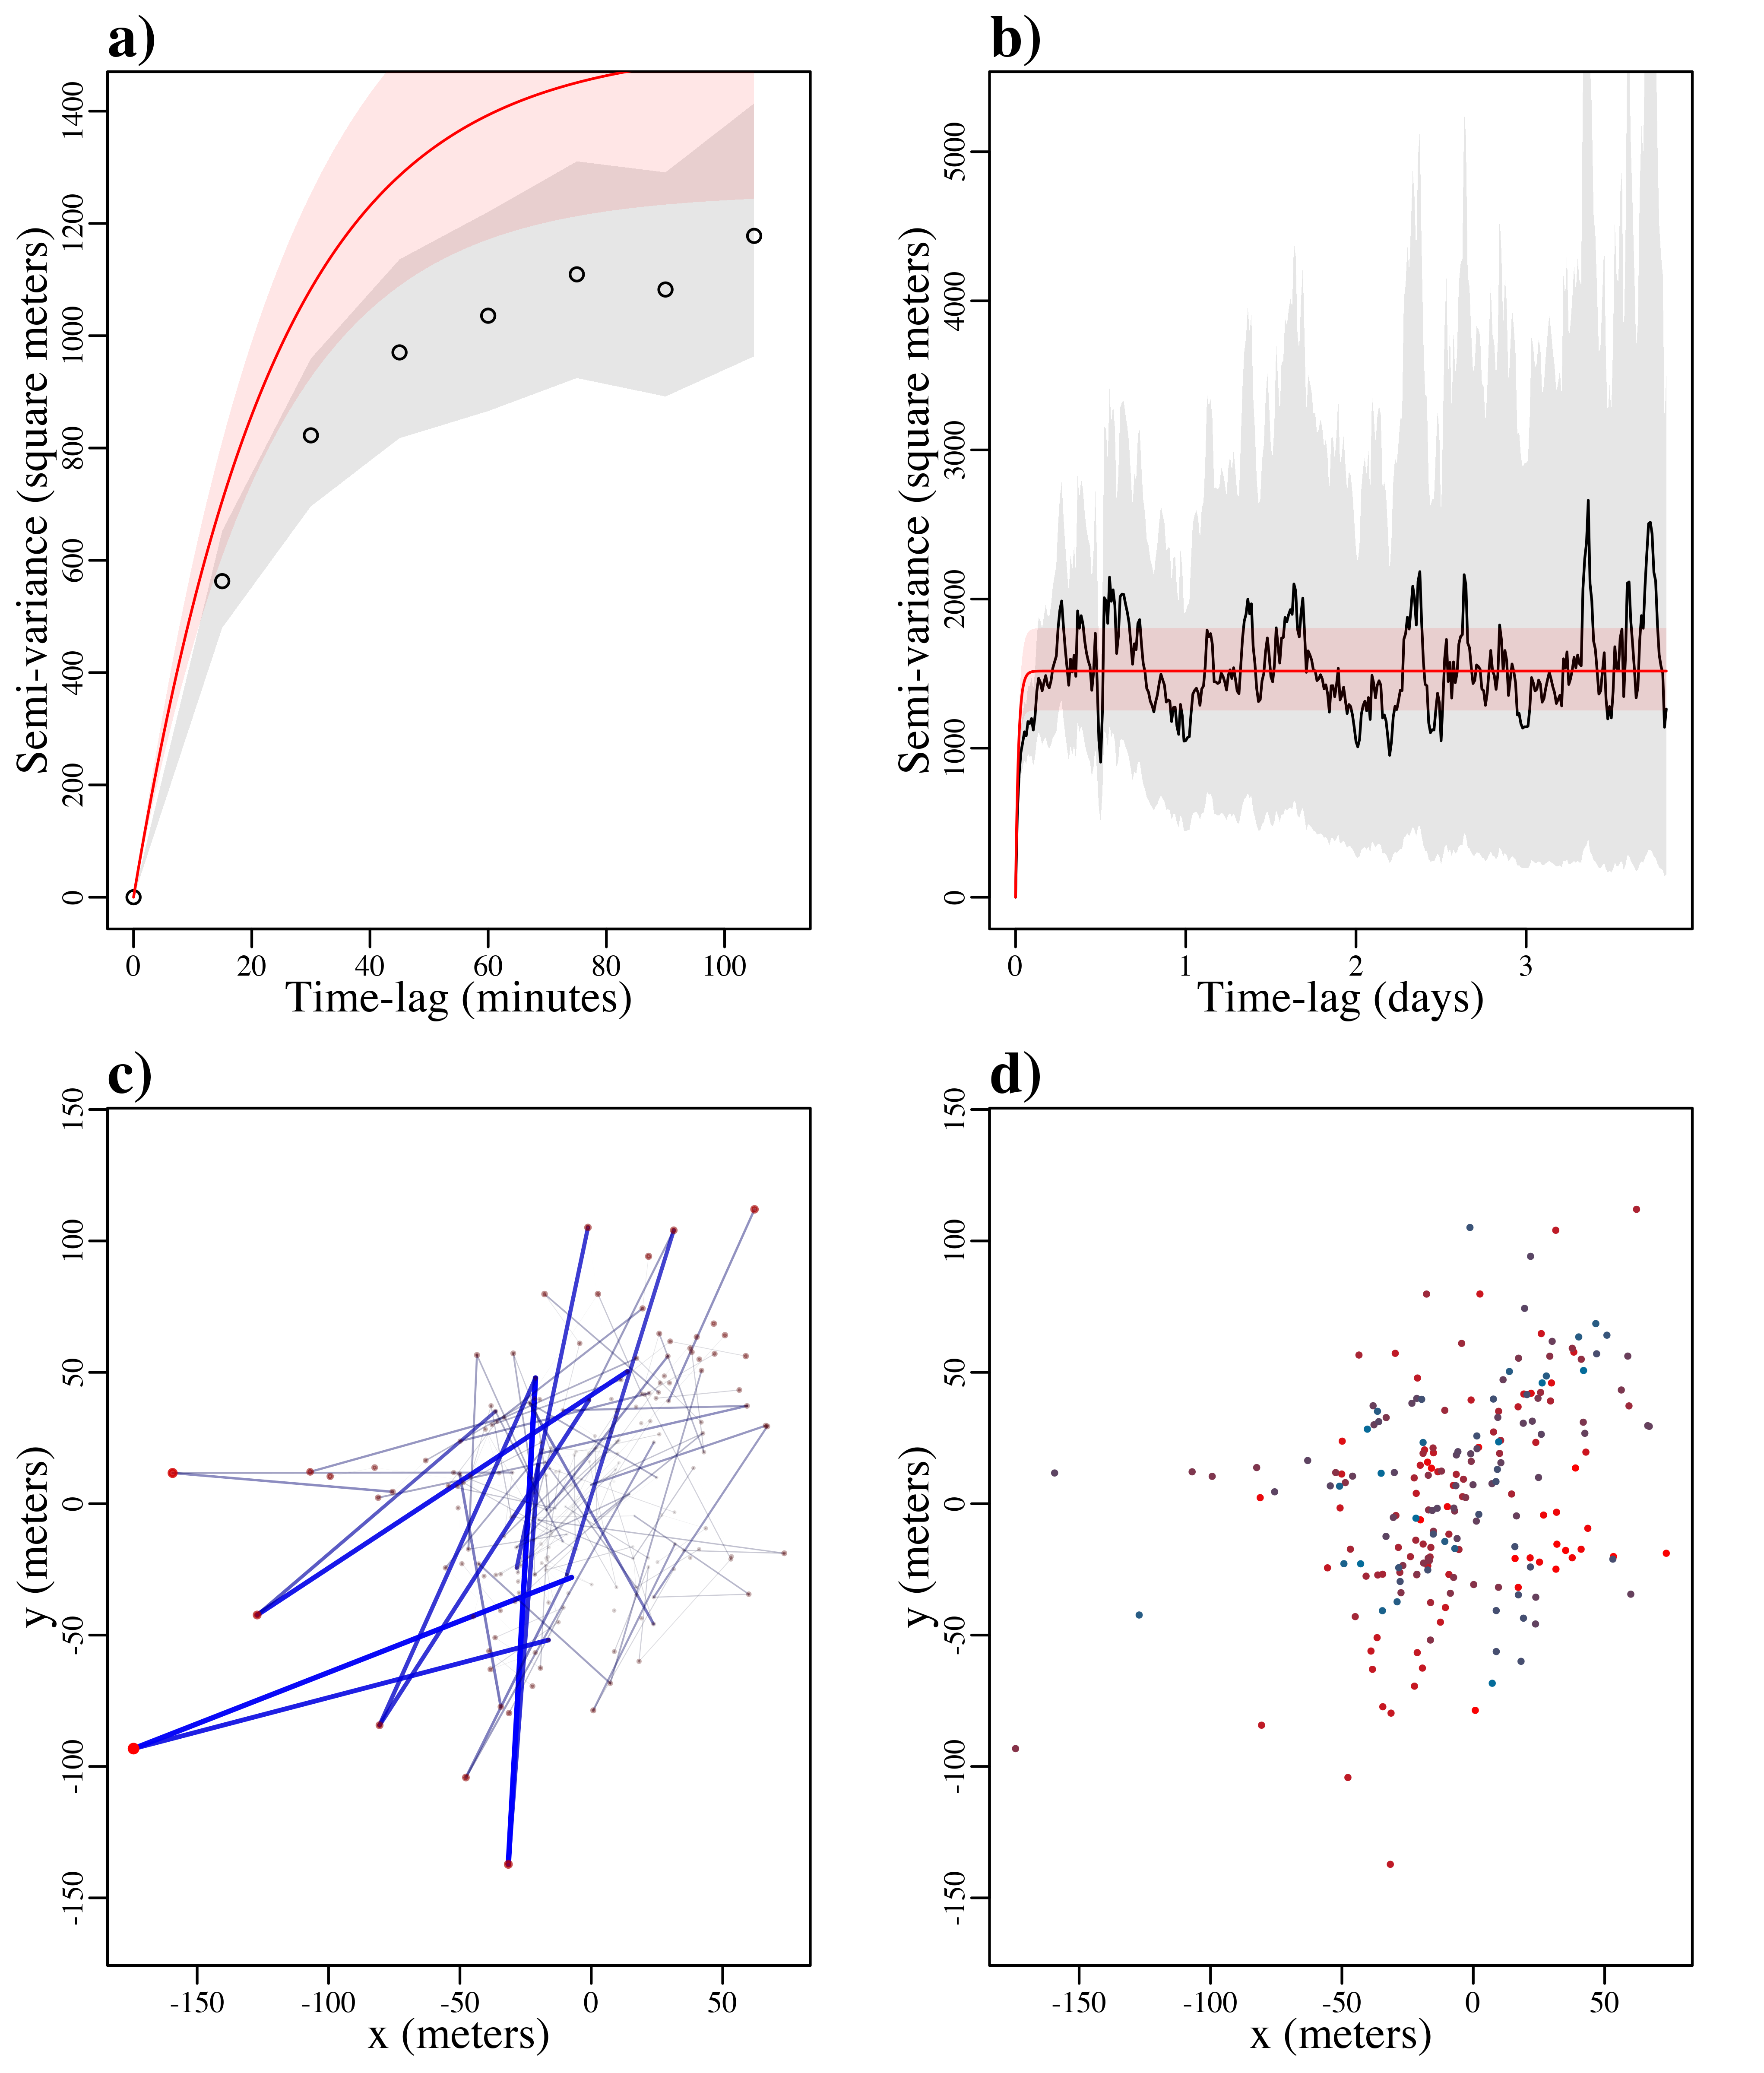 a)
Semi-variance (square meters)
0 200 400 600 800 1000 1200 1400
0 20 40 60 80 100
Time-lag (minutes)
b)
Semi-variance (square meters)
0 1000 2000 3000 4000 5000
0 1 2 3
Time-lag (days)
c)
y (meters)
-150 -100 -50 0 50 100 150
-150 -100 -50 0 50
x (meters)
d)
y (meters)
-150 -100 -50 0 50 100 150
-150 -100 -50 0 50
x (meters)